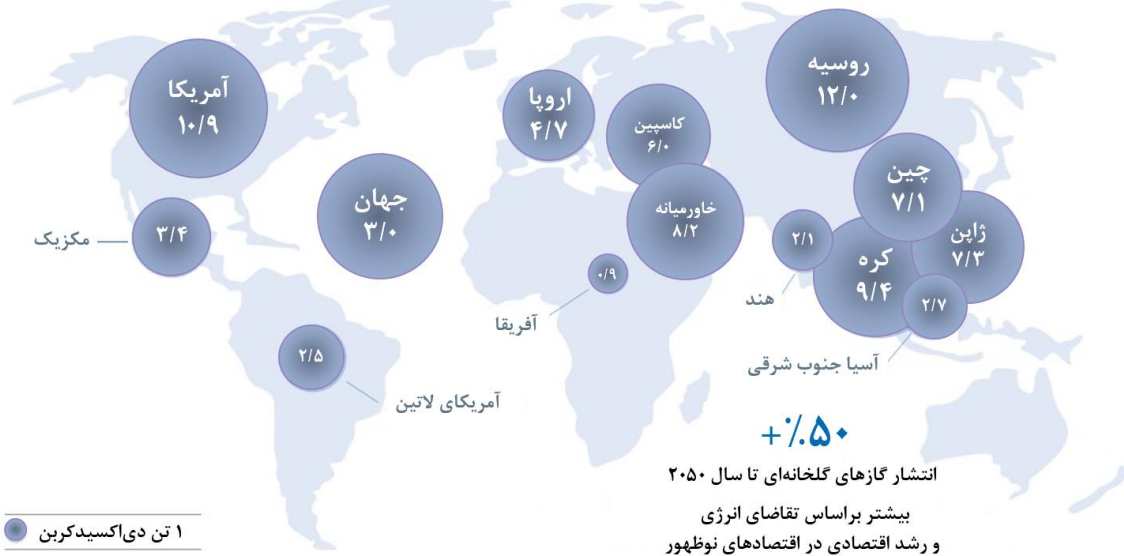 آمریکا
۱۰/۹
مکزیک
۳/۴
جهان
۳/۰
آمریکای لاتین
۲/۵
اروپا
۴/۷
کاسپین
۶/۰
خاورمیانه
۸/۲
آفریقا
۰/۹
روسیه
۱۲/۰
چین
۷/۱
ژاپن
۷/۳
کره
۹/۴
هند
۲/۱
آسیا جنوب شرقی
۲/۷
+٪۵۰
انتشار گازهای گلخانه‌ای تا سال ۲۰۵۰
بیشتر براساس تقاضای انرژی
و رشد اقتصادی در اقتصادهای نوظهور
۱ تن دی‌اکسیدکربن